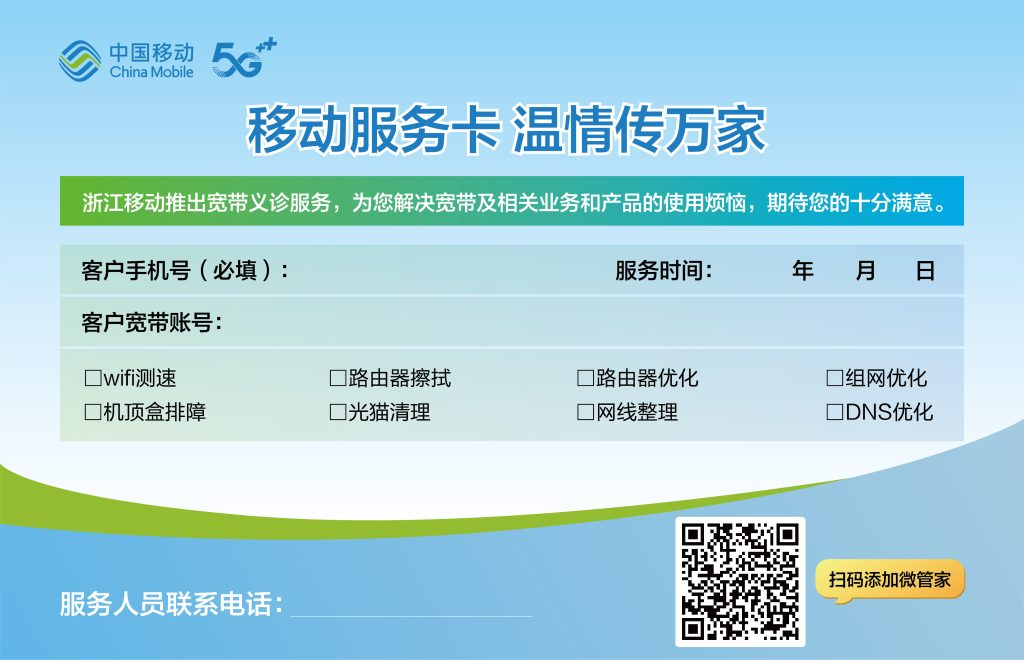 中国移动
China Mobile
5G++
移动服务卡 温情传万家
浙江移动推出宽带义诊服务，为您解决宽带及相关业务和产品的使用烦恼，期待您的十分满意。
客户手机号（必填）： 服务时间： 年 月 日
客户宽带账号：
□wifi测速 □路由器擦拭 □路由器优化 □组网优化
□机顶盒排障 □光猫清理 □网线整理 □DNS优化
扫码添加微管家
服务人员联系电话：